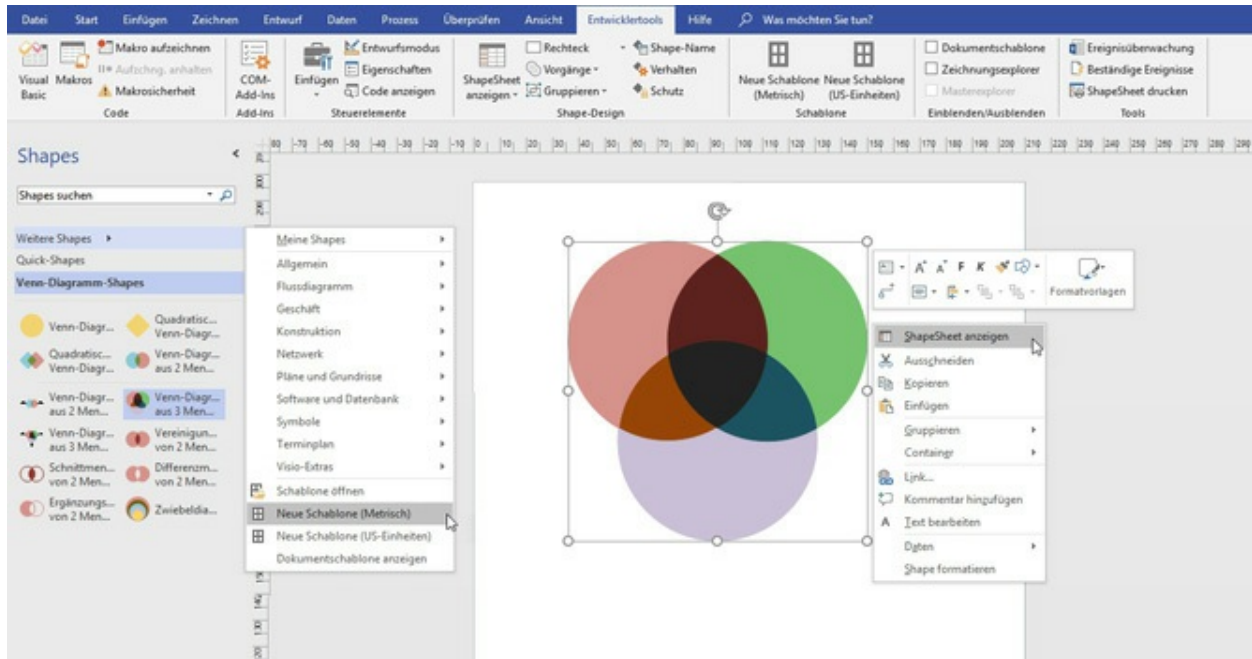 Datei Start Einfügen Zeichnen Entwurf Daten Prozess Überprüfen Ansicht Entwicklertools Hilfe Was möchten Sie tun?
Visual Basic
Makros
Makro aufzeichnen
Aufzchng. anhalten
Makrosicherheit
Code
COM-Add-Ins
Add-Ins
Einfügen
Entwurfsmodus
Eigenschaften
Code anzeigen
Steuerelemente
ShapeSheet anzeigen
Rechteck
Vorgänge
Gruppieren
Shape-Name
Verhalten
Schutz
Shape-Design
Neue Schablone (Metrisch)
Neue Schablone (US-Einheiten)
Schablone
Dokumentschablone
Zeichnungsexplorer
Masterexplorer
Einblenden/Ausblenden
Ereignisüberwachung
Beständige Ereignisse
ShapeSheet drucken
Tools
Shapes
Shapes suchen
Weitere Shapes
Quick-Shapes
Venn-Diagramm-Shapes
Venn-Diagr...
Quadratisc... Venn-Diagr...
Quadratisc... Venn-Diagr...
Venn-Diagr... aus 2 Men...
Venn-Diagr... aus 2 Men...
Venn-Diagr... aus 3 Men...
Venn-Diagr... aus 3 Men...
Vereinigun... von 2 Men...
Schnittmen... von 2 Men...
Differenzm... von 2 Men...
Ergänzungs... von 2 Men...
Zwiebeldia...
Meine Shapes
Allgemein
Flussdiagramm
Geschäft
Konstruktion
Netzwerk
Pläne und Grundrisse
Software und Datenbank
Symbole
Terminplan
Visio-Extras
Schablone öffnen
Neue Schablone (Metrisch)
Neue Schablone (US-Einheiten)
Dokumentschablone anzeigen
A A F K
Formatvorlagen
ShapeSheet anzeigen
Ausschneiden
Kopieren
Einfügen
Gruppieren
Container
Link...
Kommentar hinzufügen
Text bearbeiten
Daten
Shape formatieren